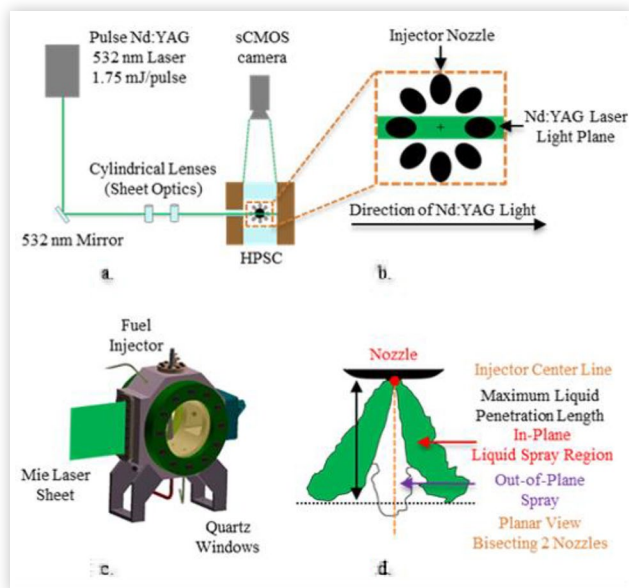 Pulse Nd:YAG
532 nm Laser
1.75 mJ/pulse
sCMOS
camera
Injector Nozzle
Nd:YAG Laser
Light Plane
Cylindrical Lenses
(Sheet Optics)
532 nm Mirror
HPSC
Direction of Nd:YAG Light
a.
b.
Fuel
Injector
Mie Laser
Sheet
Quartz
Windows
c.
Nozzle
Injector Center Line
Maximum Liquid
Penetration Length
In-Plane
Liquid Spray Region
Out-of-Plane
Spray
Planar View
Bisecting 2 Nozzles
d.